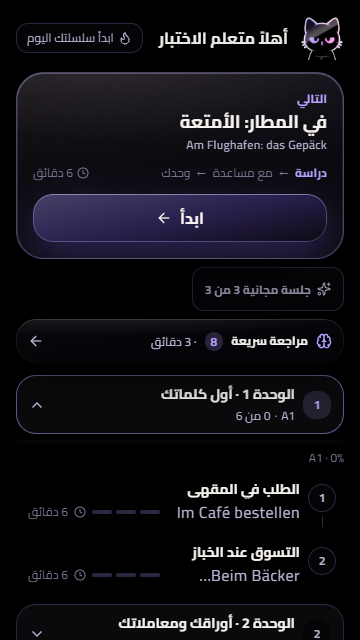 أهلاً متعلم الاختبار
ابدأ سلسلتك اليوم
التالي
في المطار: الأمتعة
Am Flughafen: das Gepäck
دراسة ← مع مساعدة ← وحدك
6 دقائق
ابدأ ←
جلسة مجانية 3 من 3
مراجعة سريعة 8 · 3 دقائق
1
الوحدة 1 · أول كلماتك
A1 · 0 من 6
A1 · 0%
1
الطلب في المقهى
Im Café bestellen
6 دقائق
2
التسوق عند الخباز
Beim Bäcker...
6 دقائق
2
الوحدة 2 · أوراقك ومعاملاتك